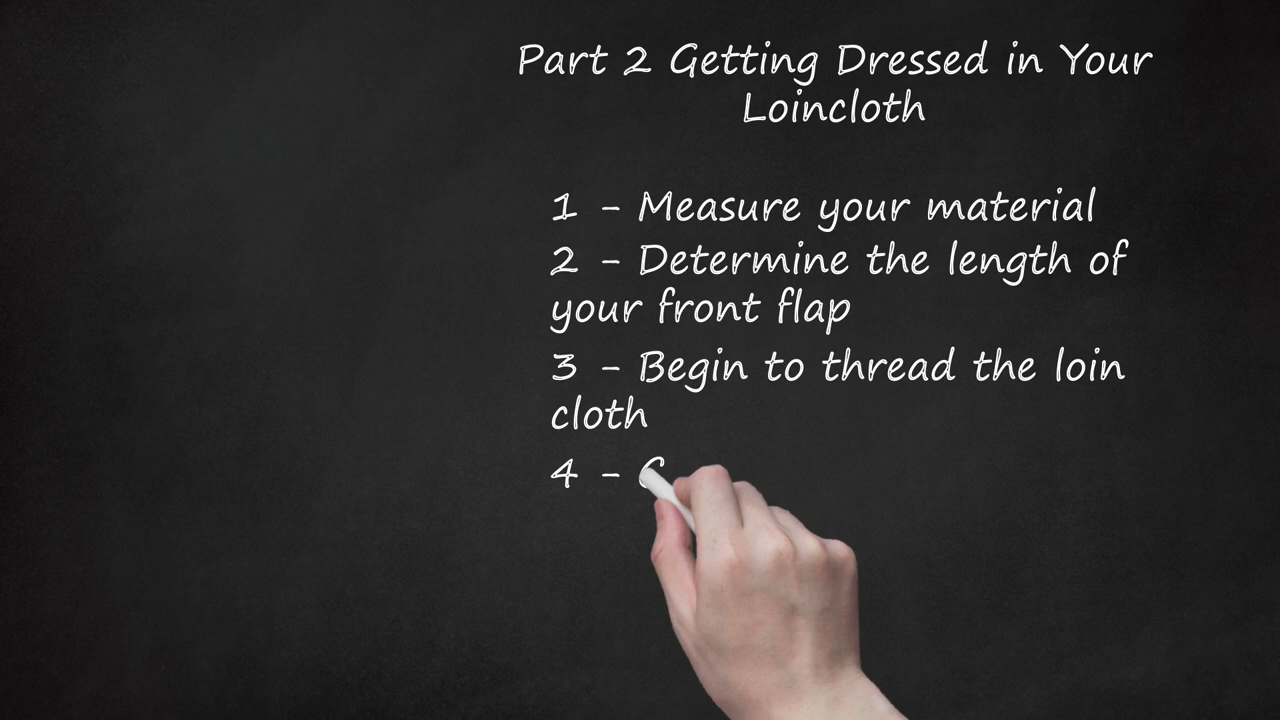 Part 2 Getting Dressed in Your
Loincloth
1 - Measure your material
2 - Determine the length of
your front flap
3 - Begin to thread the loin
cloth
4 -